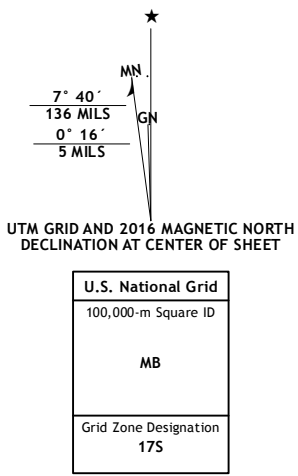 ★
MN
GN
7° 40´
136 MILS
0° 16´
5 MILS
UTM GRID AND 2016 MAGNETIC NORTH
DECLINATION AT CENTER OF SHEET
U.S. National Grid
100,000-m Square ID
MB
Grid Zone Designation
17S